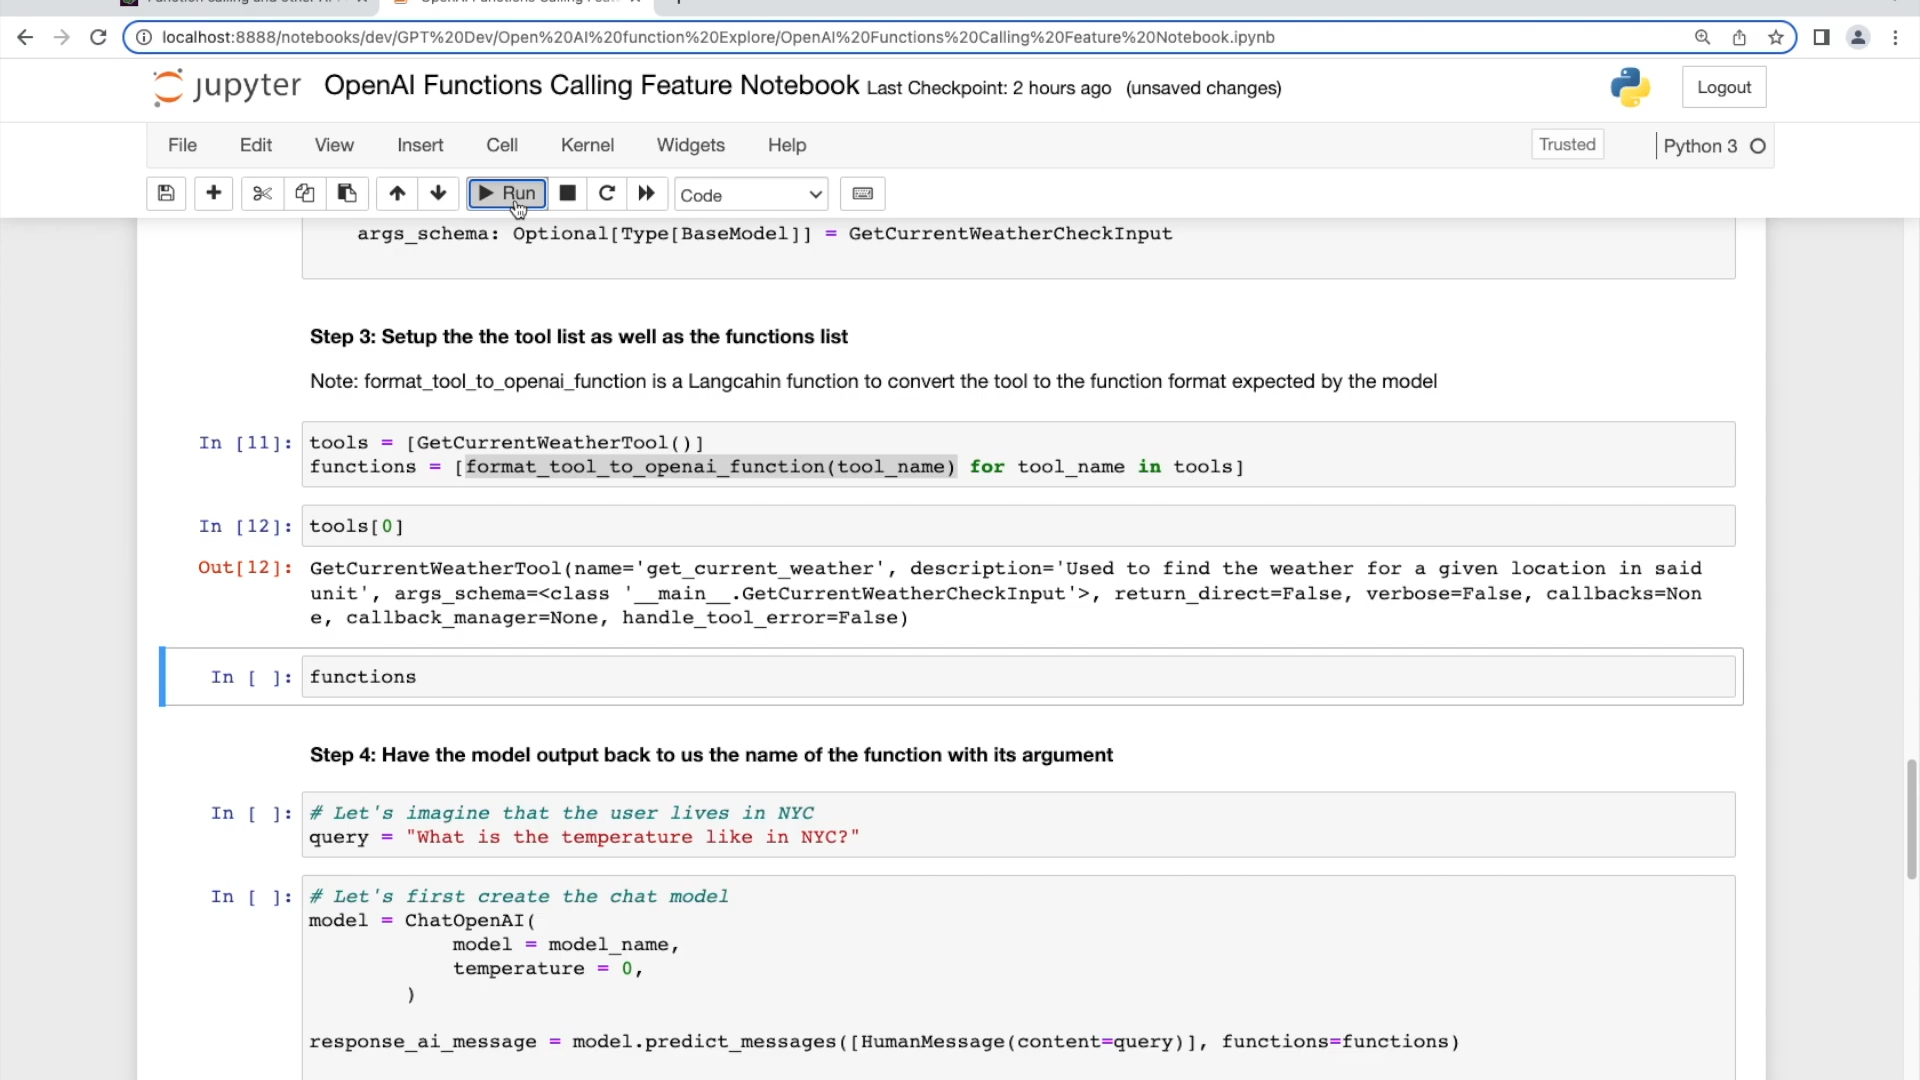 localhost:8888/notebooks/dev/GPT%20Dev/Open%20AI%20function%20Explore/OpenAI%20Functions%20Calling%20Feature%20Notebook.ipynb
jupyter OpenAI Functions Calling Feature Notebook Last Checkpoint: 2 hours ago (unsaved changes)
Logout
File Edit View Insert Cell Kernel Widgets Help
Trusted
Python 3
Run
Code
args_schema: Optional[Type[BaseModel]] = GetCurrentWeatherCheckInput
Step 3: Setup the the tool list as well as the functions list
Note: format_tool_to_openai_function is a Langcahin function to convert the tool to the function format expected by the model
In [11]: tools = [GetCurrentWeatherTool()]
functions = [format_tool_to_openai_function(tool_name) for tool_name in tools]
In [12]: tools[0]
Out[12]: GetCurrentWeatherTool(name='get_current_weather', description='Used to find the weather for a given location in said
unit', args_schema=<class '__main__.GetCurrentWeatherCheckInput'>, return_direct=False, verbose=False, callbacks=Non
e, callback_manager=None, handle_tool_error=False)
In [ ]: functions
Step 4: Have the model output back to us the name of the function with its argument
In [ ]: # Let's imagine that the user lives in NYC
query = "What is the temperature like in NYC?"
In [ ]: # Let's first create the chat model
model = ChatOpenAI(
model = model_name,
temperature = 0,
)
response_ai_message = model.predict_messages([HumanMessage(content=query)], functions=functions)